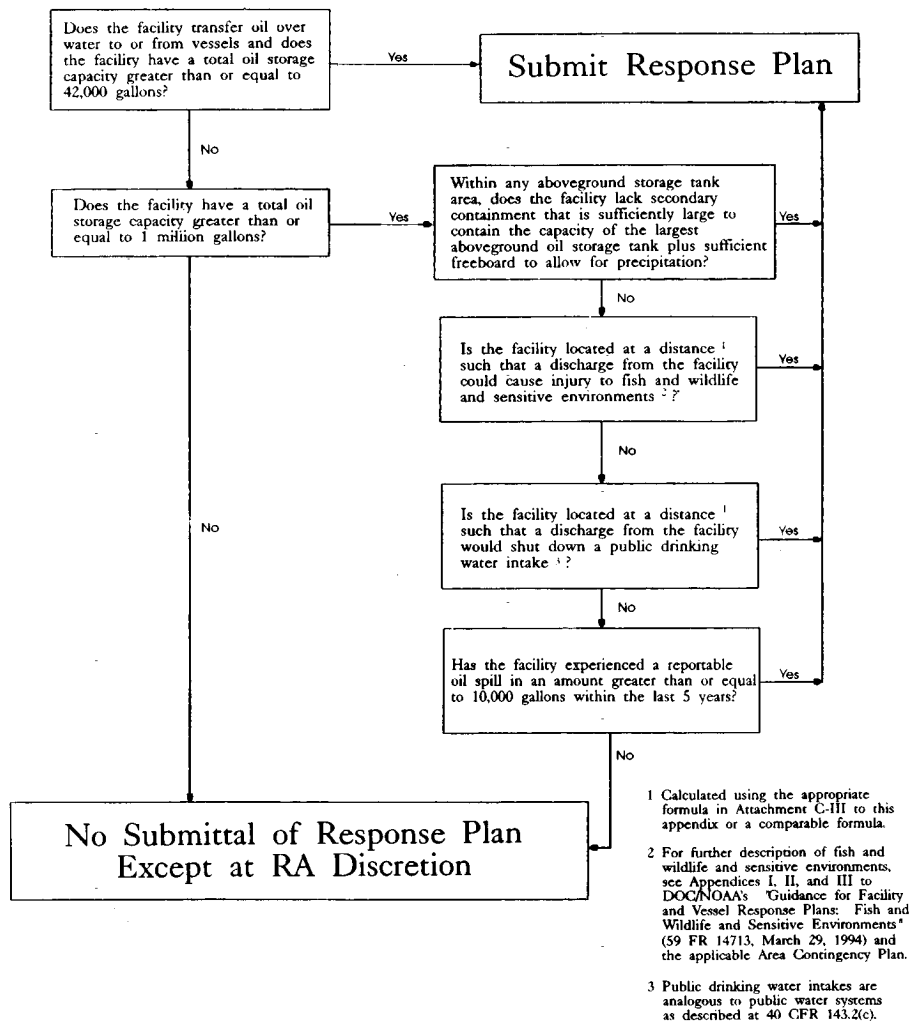 Does the facility transfer oil over
water to or from vessels and does
the facility have a total oil storage
capacity greater than or equal to
42,000 gallons?
Yes
Submit Response Plan
No
Does the facility have a total oil
storage capacity greater than or
equal to 1 million gallons?
Yes
Within any aboveground storage tank
area, does the facility lack secondary
containment that is sufficiently large to
contain the capacity of the largest
aboveground oil storage tank plus sufficient
freeboard to allow for precipitation?
Yes
No
Is the facility located at a distance 1
such that a discharge from the facility
could cause injury to fish and wildlife
and sensitive environments 2 ?
Yes
No
No
Is the facility located at a distance 1
such that a discharge from the facility
would shut down a public drinking
water intake 3 ?
Yes
No
Has the facility experienced a reportable
oil spill in an amount greater than or equal
to 10,000 gallons within the last 5 years?
Yes
No
No Submittal of Response Plan
Except at RA Discretion
1 Calculated using the appropriate
formula in Attachment C-III to this
appendix or a comparable formula.
2 For further description of fish and
wildlife and sensitive environments,
see Appendices I, II, and III to
DOC/NOAA's "Guidance for Facility
and Vessel Response Plans: Fish and
Wildlife and Sensitive Environments"
(59 FR 14713, March 29, 1994) and
the applicable Area Contingency Plan.
3 Public drinking water intakes are
analogous to public water systems
as described at 40 CFR 143.2(c).